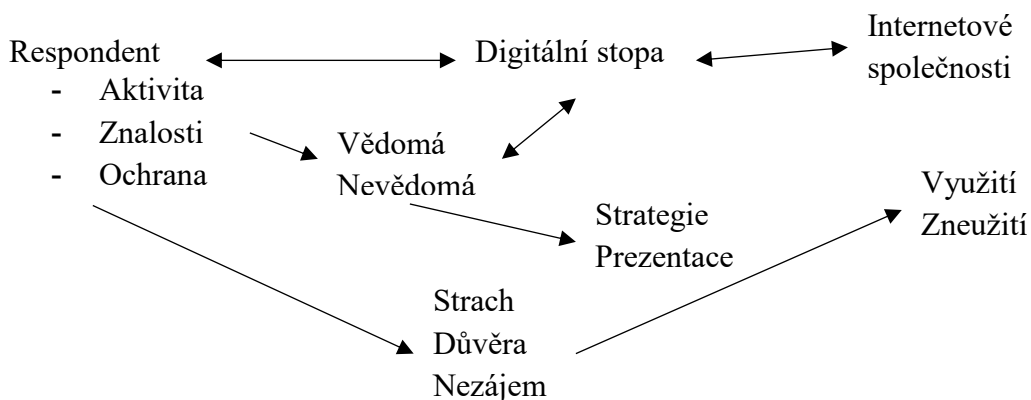 Respondent
- Aktivita
- Znalosti
- Ochrana
Digitální stopa
Internetové
společnosti
Vědomá
Nevědomá
Strategie
Prezentace
Využití
Zneužití
Strach
Důvěra
Nezájem